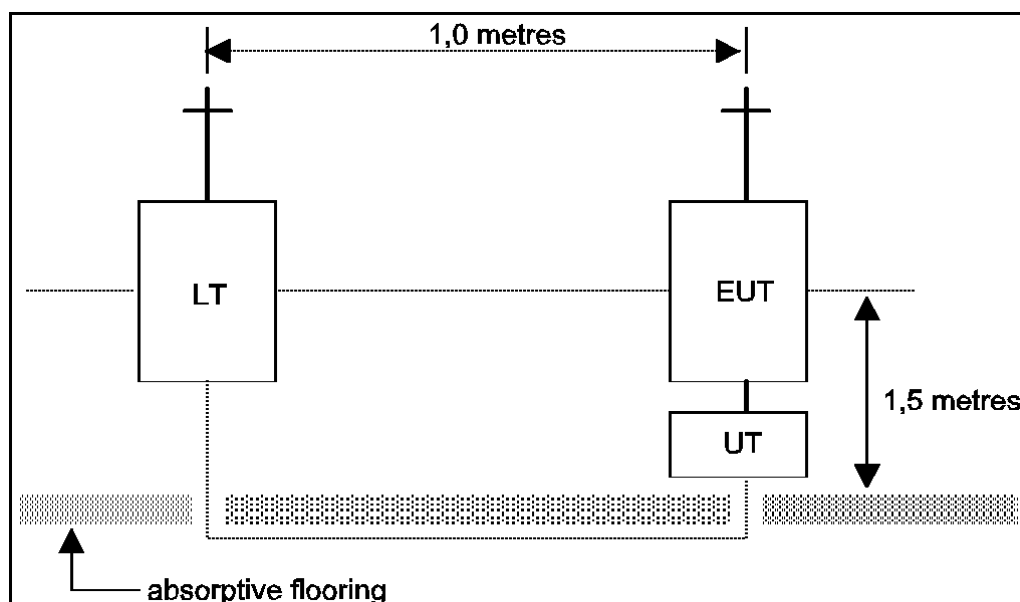 1,0 metres
LT
EUT
1,5 metres
UT
absorptive flooring